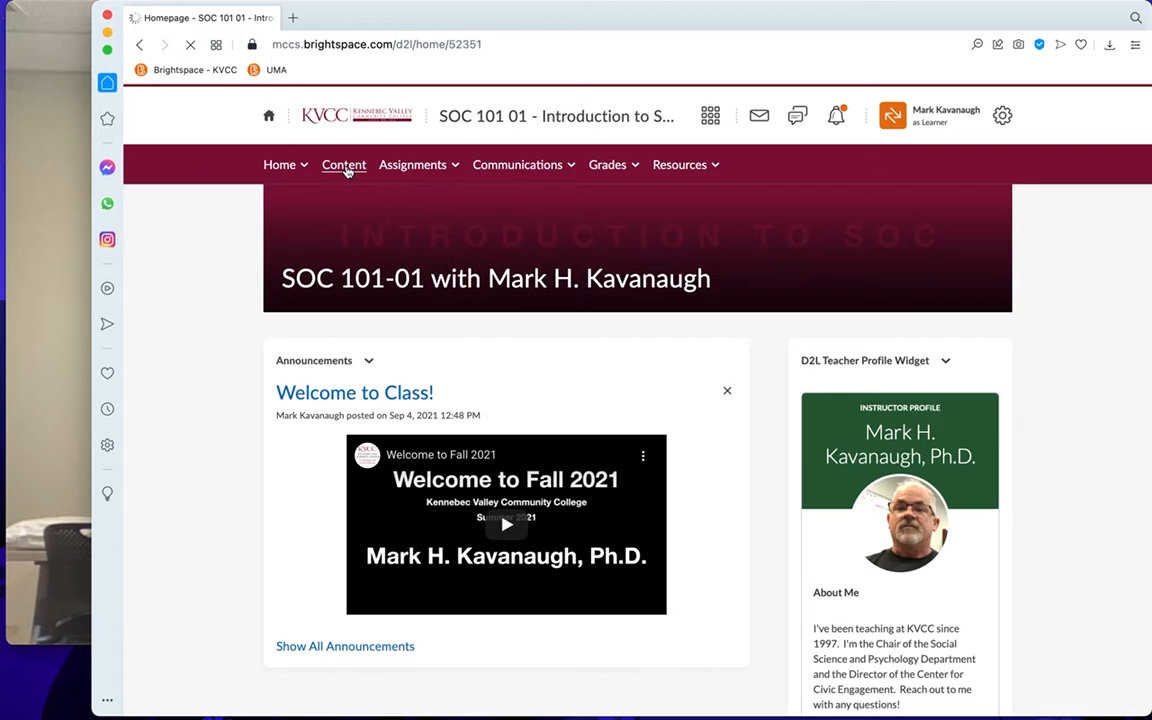 Homepage - SOC 101 01 - Intro
mccs.brightspace.com/d2l/home/52351
Brightspace - KVCC
UMA
KVCC KENNEBEC VALLEY COMMUNITY COLLEGE
SOC 101 01 - Introduction to S...
Mark Kavanaugh
as Learner
Home
Content
Assignments
Communications
Grades
Resources
INTRODUCTION TO SOC
SOC 101-01 with Mark H. Kavanaugh
Announcements
Welcome to Class!
Mark Kavanaugh posted on Sep 4, 2021 12:48 PM
Welcome to Fall 2021
Welcome to Fall 2021
Kennebec Valley Community College
Mark H. Kavanaugh, Ph.D.
Show All Announcements
D2L Teacher Profile Widget
INSTRUCTOR PROFILE
Mark H.
Kavanaugh, Ph.D.
About Me
I've been teaching at KVCC since
1997. I'm the Chair of the Social
Science and Psychology Department
and the Director of the Center for
Civic Engagement. Reach out to me
with any questions!